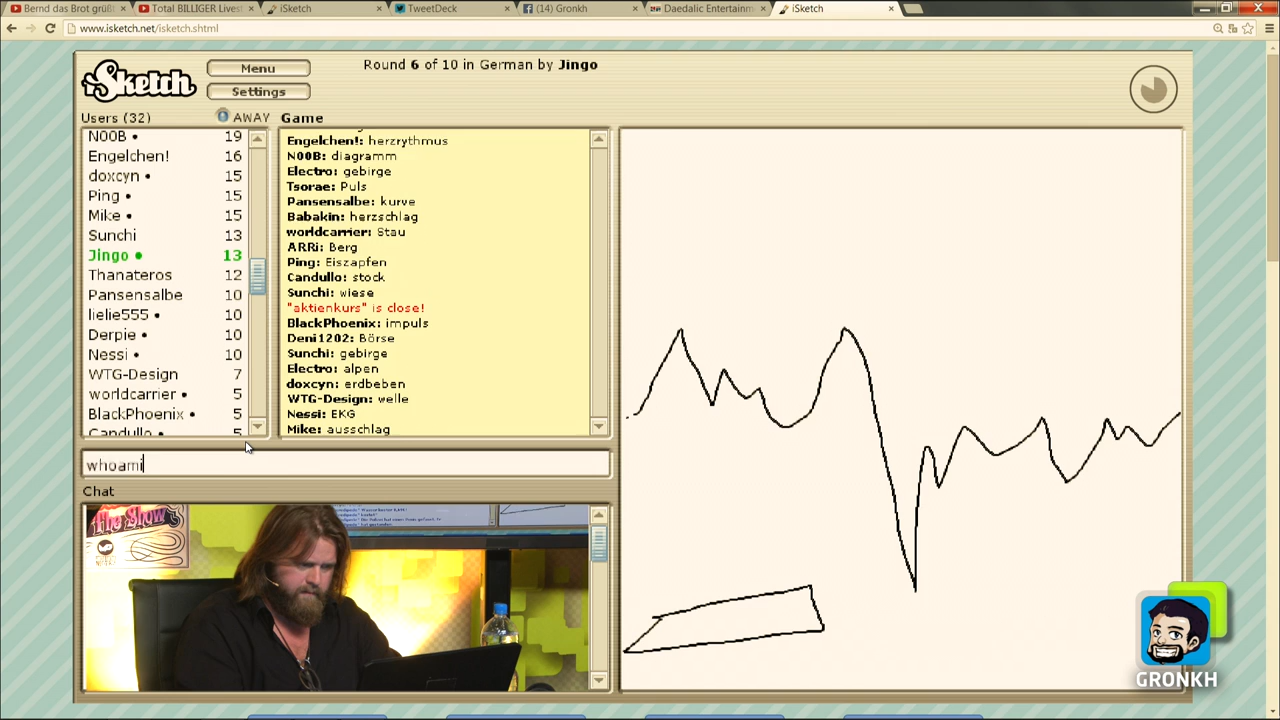 Bernd das Brot grüß
Total BILLIGER Livest
iSketch
TweetDeck
(14) Gronkh
Daedalic Entertainm
iSketch
www.isketch.net/isketch.shtml
iSketch
Menu
Settings
Round 6 of 10 in German by Jingo
Users (32)
AWAY
Game
N00B • 19
Engelchen! 16
doxcyn • 15
Ping • 15
Mike • 15
Sunchi 13
Jingo • 13
Thanateros 12
Pansensalbe 10
lielie555 • 10
Derpie • 10
Nessi • 10
WTG-Design 7
worldcarrier • 5
BlackPhoenix • 5
Candullo • 5
Engelchen!: herzrythmus
N00B: diagramm
Electro: gebirge
Tsorae: Puls
Pansensalbe: kurve
Babakin: herzschlag
worldcarrier: Stau
ARRi: Berg
Ping: Eiszapfen
Candullo: stock
Sunchi: wiese
"aktienkurs" is close!
BlackPhoenix: impuls
Deni1202: Börse
Sunchi: gebirge
Electro: alpen
doxcyn: erdbeben
WTG-Design: welle
Nessi: EKG
Mike: ausschlag
whoami
Chat
The Show
GRONKH